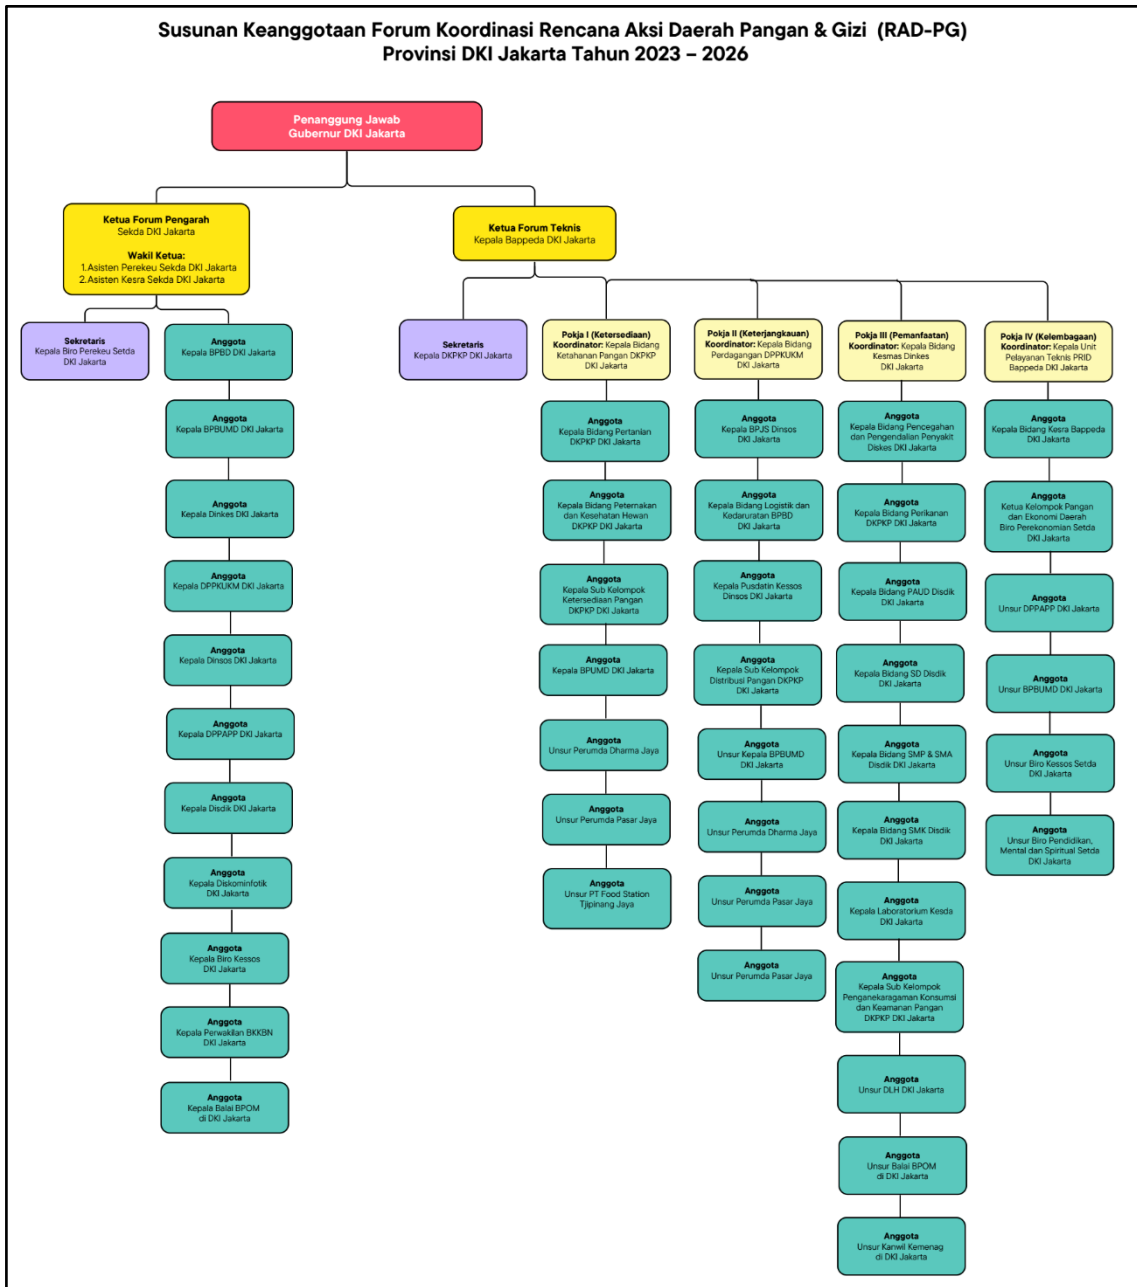 Susunan Keanggotaan Forum Koordinasi Rencana Aksi Daerah Pangan & Gizi (RAD-PG)
Provinsi DKI Jakarta Tahun 2023 – 2026
Penanggung Jawab
Gubernur DKI Jakarta
Ketua Forum Pengarah
Sekda DKI Jakarta
Wakil Ketua:
1.Asisten Perekeu Sekda DKI Jakarta
2.Asisten Kesra Sekda DKI Jakarta
Ketua Forum Teknis
Kepala Bappeda DKI Jakarta
Sekretaris
Kepala Biro Perekeu Setda
DKI Jakarta
Anggota
Kepala BPBD DKI Jakarta
Anggota
Kepala BPBUMD DKI Jakarta
Anggota
Kepala Dinkes DKI Jakarta
Anggota
Kepala DPPKUKM DKI Jakarta
Anggota
Kepala Dinsos DKI Jakarta
Anggota
Kepala DPPAPP DKI Jakarta
Anggota
Kepala Disdik DKI Jakarta
Anggota
Kepala Diskominfotik
DKI Jakarta
Anggota
Kepala Biro Kessos
DKI Jakarta
Anggota
Kepala Perwakilan BKKBN
DKI Jakarta
Anggota
Kepala Balai BPOM
di DKI Jakarta
Sekretaris
Kepala DKPKP DKI Jakarta
Pokja I (Ketersediaan)
Koordinator: Kepala Bidang
Ketahanan Pangan DKPKP
DKI Jakarta
Anggota
Kepala Bidang Pertanian
DKPKP DKI Jakarta
Anggota
Kepala Bidang Peternakan
dan Kesehatan Hewan
DKPKP DKI Jakarta
Anggota
Kepala Sub Kelompok
Ketersediaan Pangan
DKPKP DKI Jakarta
Anggota
Kepala BPUMD DKI Jakarta
Anggota
Unsur Perumda Dharma Jaya
Anggota
Unsur Perumda Pasar Jaya
Anggota
Unsur PT Food Station
Tjipinang Jaya
Pokja II (Keterjangkauan)
Koordinator: Kepala Bidang
Perdagangan DPPKUKM
DKI Jakarta
Anggota
Kepala BPJS Dinsos
DKI Jakarta
Anggota
Kepala Bidang Logistik dan
Kedaruratan BPBD
DKI Jakarta
Anggota
Kepala Pusdatin Kessos
Dinsos DKI Jakarta
Anggota
Kepala Sub Kelompok
Distribusi Pangan DKPKP
DKI Jakarta
Anggota
Unsur Kepala BPBUMD
DKI Jakarta
Anggota
Unsur Perumda Dharma Jaya
Anggota
Unsur Perumda Pasar Jaya
Anggota
Unsur Perumda Pasar Jaya
Pokja III (Pemanfaatan)
Koordinator: Kepala Bidang
Kesmas Dinkes
DKI Jakarta
Anggota
Kepala Bidang Pencegahan
dan Pengendalian Penyakit
Diskes DKI Jakarta
Anggota
Kepala Bidang Perikanan
DKPKP DKI Jakarta
Anggota
Kepala Bidang PAUD Disdik
DKI Jakarta
Anggota
Kepala Bidang SD Disdik
DKI Jakarta
Anggota
Kepala Bidang SMP & SMA
Disdik DKI Jakarta
Anggota
Kepala Bidang SMK Disdik
DKI Jakarta
Anggota
Kepala Laboratorium Kesda
DKI Jakarta
Anggota
Kepala Sub Kelompok
Penganekaragaman Konsumsi
dan Keamanan Pangan
DKPKP DKI Jakarta
Anggota
Unsur DLH DKI Jakarta
Anggota
Unsur Balai BPOM
di DKI Jakarta
Anggota
Unsur Kanwil Kemenag
di DKI Jakarta
Pokja IV (Kelembagaan)
Koordinator: Kepala Unit
Pelayanan Teknis PRID
Bappeda DKI Jakarta
Anggota
Kepala Bidang Kesra Bappeda
DKI Jakarta
Anggota
Ketua Kelompok Pangan
dan Ekonomi Daerah
Biro Perekonomian Setda
DKI Jakarta
Anggota
Unsur DPPAPP DKI Jakarta
Anggota
Unsur BPBUMD DKI Jakarta
Anggota
Unsur Biro Kessos Setda
DKI Jakarta
Anggota
Unsur Biro Pendidikan,
Mental dan Spiritual Setda
DKI Jakarta